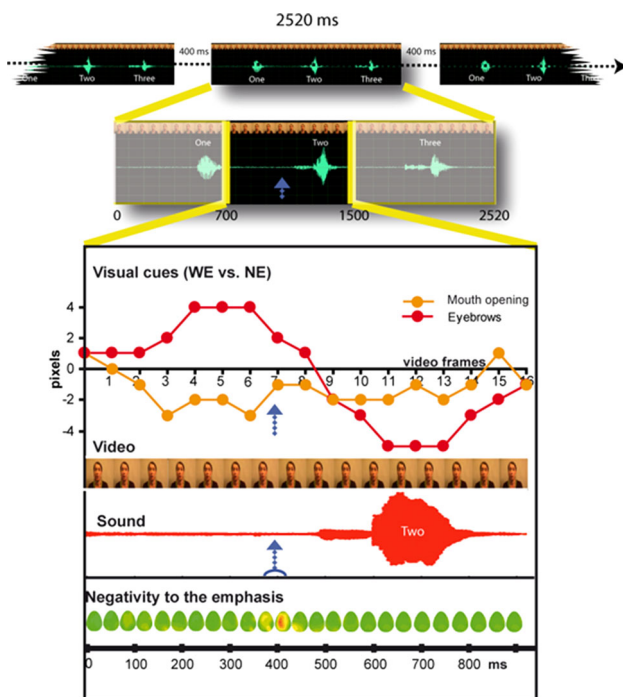 2520 ms
400 ms 400 ms
One Two Three One Two Three One Two Three
One Two Three
0 700 1500 2520
Visual cues (WE vs. NE)
Mouth opening
Eyebrows
4
2
0
-2
-4
pixels
video frames
1 2 3 4 5 6 7 8 9 10 11 12 13 14 15 16
Video
Sound
Two
Negativity to the emphasis
0 100 200 300 400 500 600 700 800 ms